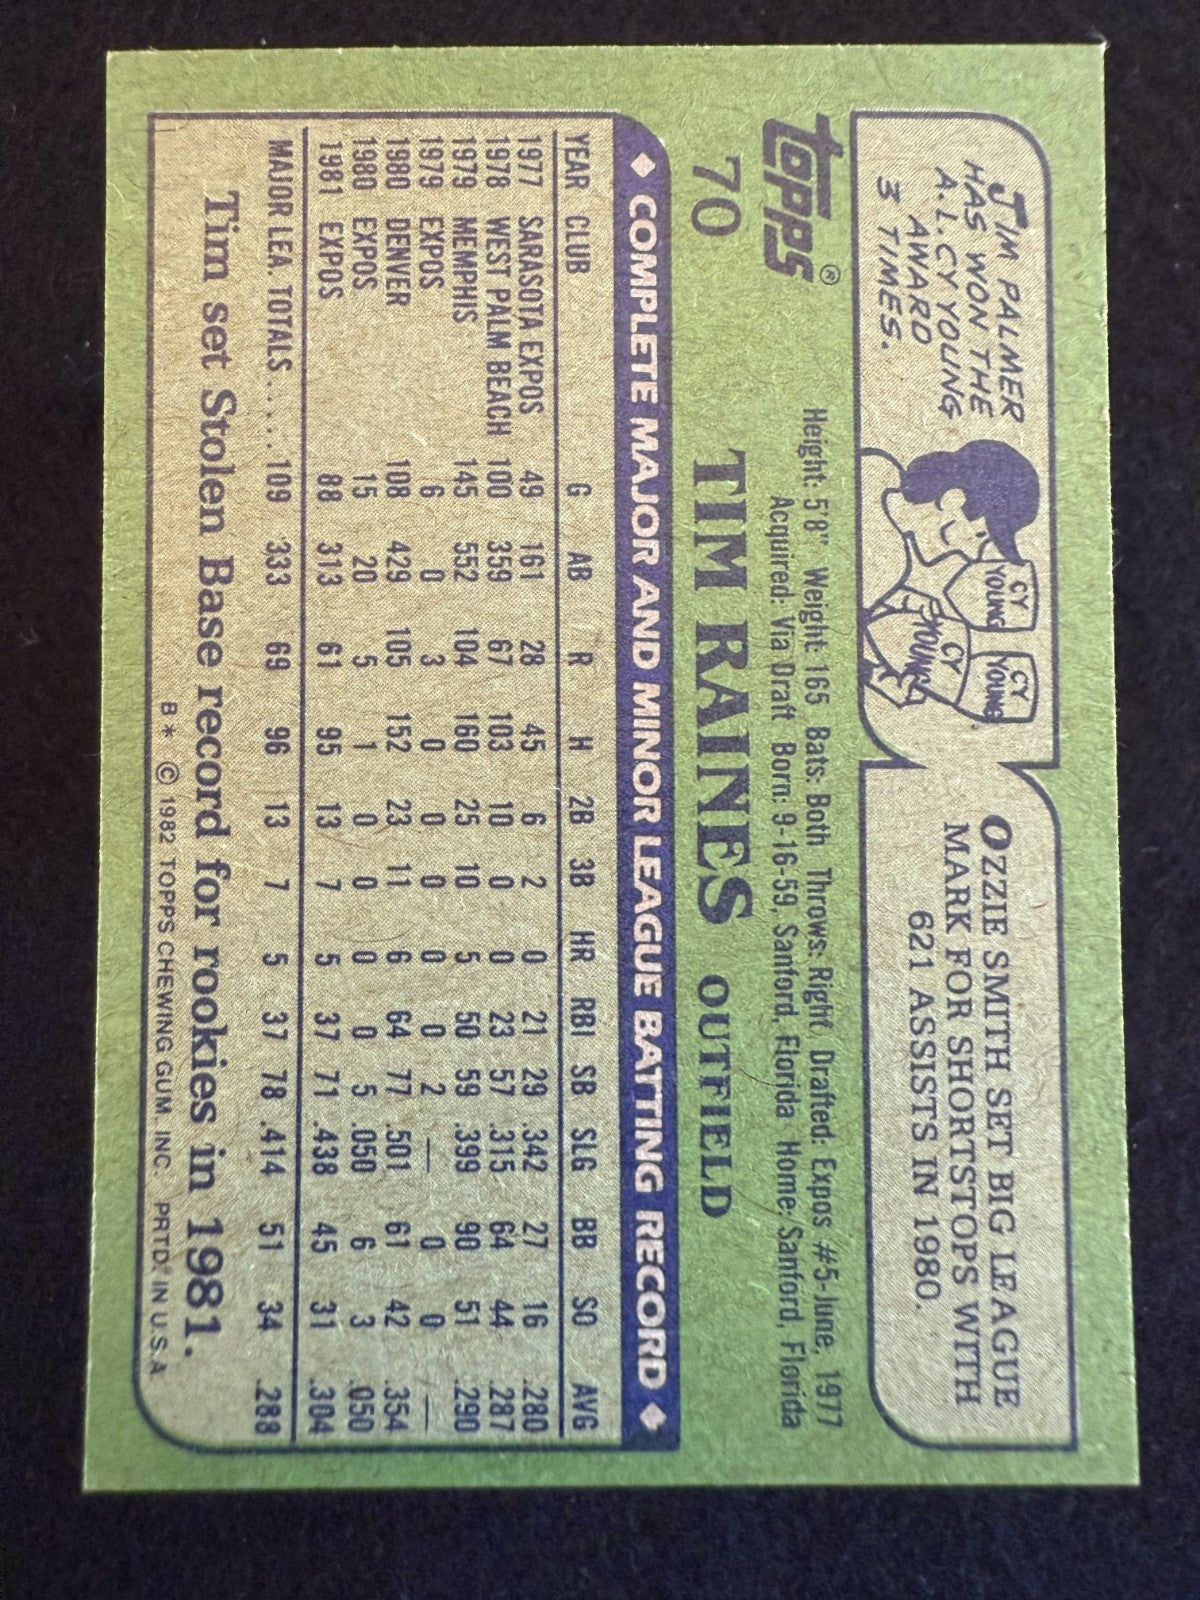 JIM PALMER
HAS WON THE
A.L. CY YOUNG
AWARD
3 TIMES.
CY
YOUNG
CY
YOUNG
CY
YOUNG
OZZIE SMITH SET BIG LEAGUE
MARK FOR SHORTSTOPS WITH
621 ASSISTS IN 1980.
topps®
70
Height: 5'8" Weight: 165 Bats: Both Throws: Right Drafted: Expos #5-June, 1977
Acquired: Via Draft Born: 9-16-59, Sanford, Florida Home: Sanford, Florida
TIM RAINES OUTFIELD
♦ COMPLETE MAJOR AND MINOR LEAGUE BATTING RECORD ♦
YEAR CLUB G AB R H 2B 3B HR RBI SB SLG BB SO AVG
1977 SARASOTA EXPOS 49 161 28 45 6 2 0 21 29 .342 27 16 .280
1978 WEST PALM BEACH 100 359 67 103 10 0 0 23 57 .315 64 44 .287
1979 MEMPHIS 145 552 104 160 25 10 5 50 59 .399 90 51 .290
1979 EXPOS 6 0 3 0 0 0 0 0 2 — 0 0 —
1980 DENVER 108 429 105 152 23 11 6 64 77 .501 61 42 .354
1980 EXPOS 15 20 5 1 0 0 0 0 5 .050 6 3 .050
1981 EXPOS 88 313 61 95 13 7 5 37 71 .438 45 31 .304
MAJOR LEA. TOTALS...... 109 333 69 96 13 7 5 37 78 .414 51 34 .288
Tim set Stolen Base record for rookies in 1981.
B* © 1982 TOPPS CHEWING GUM INC. PRTD. IN U.S.A